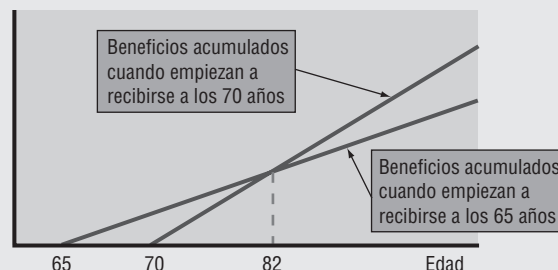 Beneficios acumulados
cuando empiezan a
recibirse a los 70 años
Beneficios acumulados
cuando empiezan a
recibirse a los 65 años
65 70 82 Edad